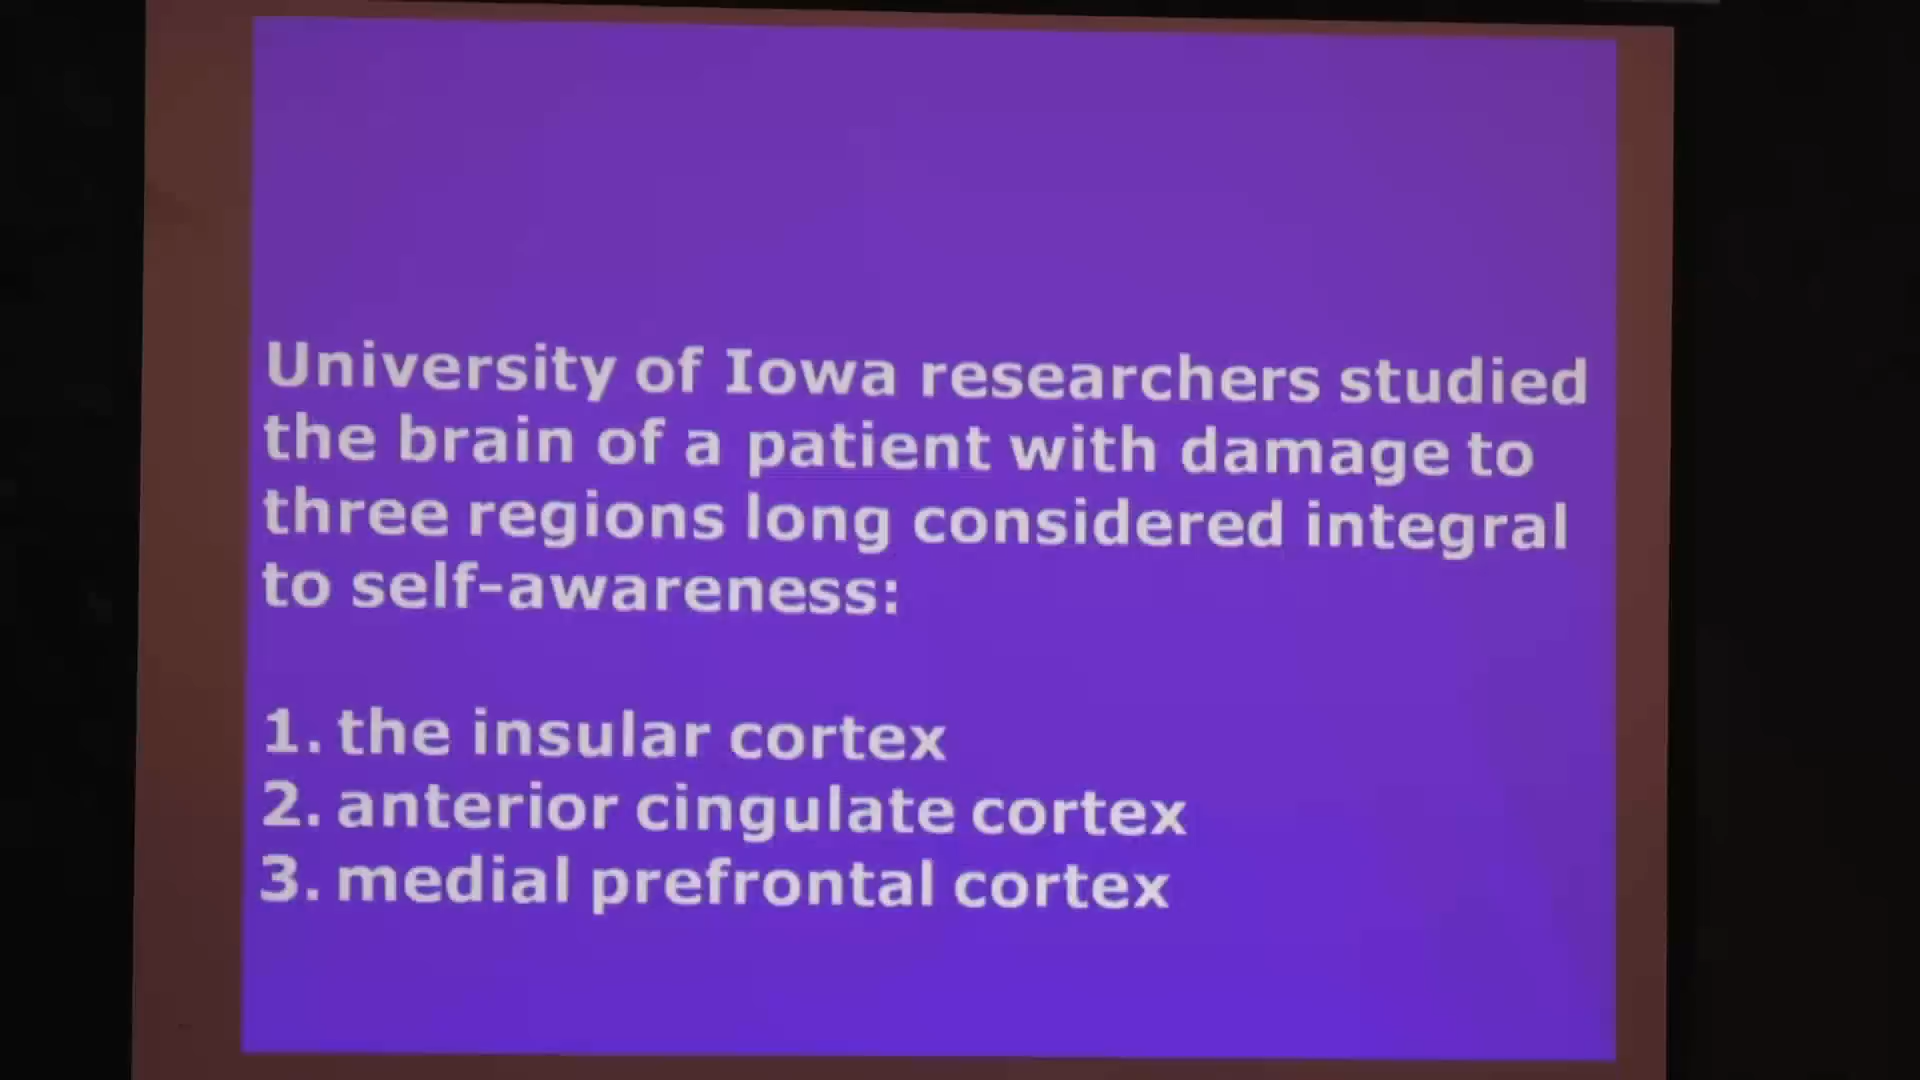 University of Iowa researchers studied
the brain of a patient with damage to
three regions long considered integral
to self-awareness:
1. the insular cortex
2. anterior cingulate cortex
3. medial prefrontal cortex